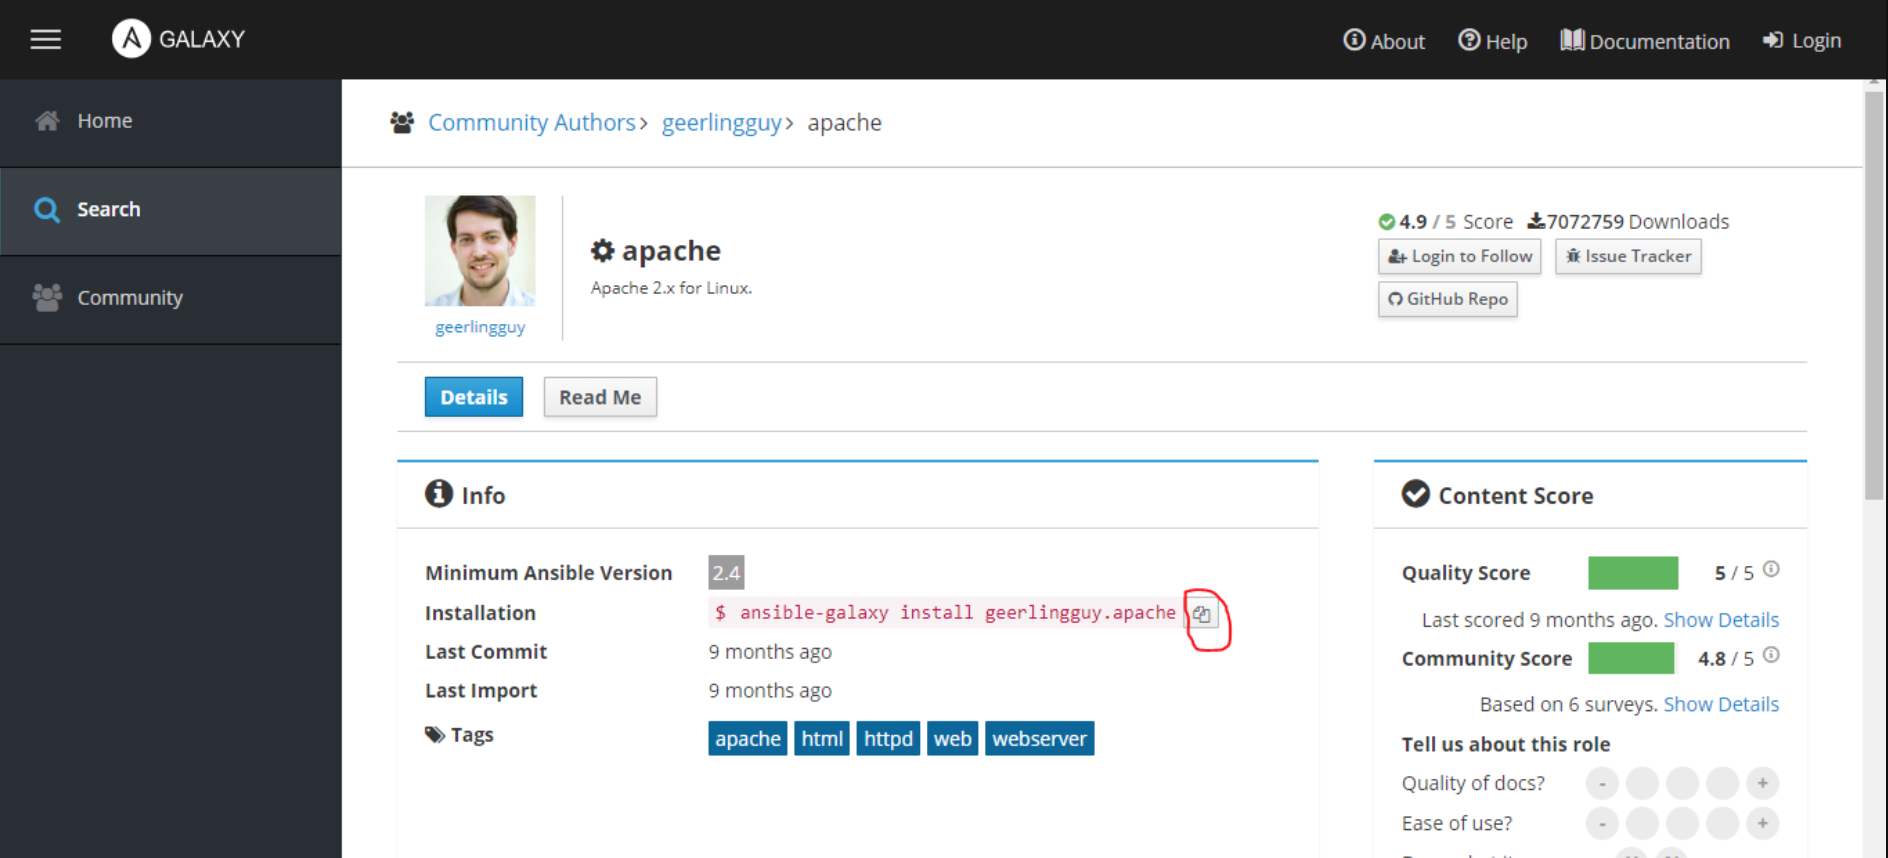 GALAXY
About
Help
Documentation
Login
Home
Search
Community
Community Authors> geerlingguy> apache
geerlingguy
apache
Apache 2.x for Linux.
4.9 / 5 Score 7072759 Downloads
Login to Follow
Issue Tracker
GitHub Repo
Details
Read Me
Info
Minimum Ansible Version 2.4
Installation $ ansible-galaxy install geerlingguy.apache
Last Commit 9 months ago
Last Import 9 months ago
Tags apache html httpd web webserver
Content Score
Quality Score 5 / 5
Last scored 9 months ago. Show Details
Community Score 4.8 / 5
Based on 6 surveys. Show Details
Tell us about this role
Quality of docs? - +
Ease of use? - +